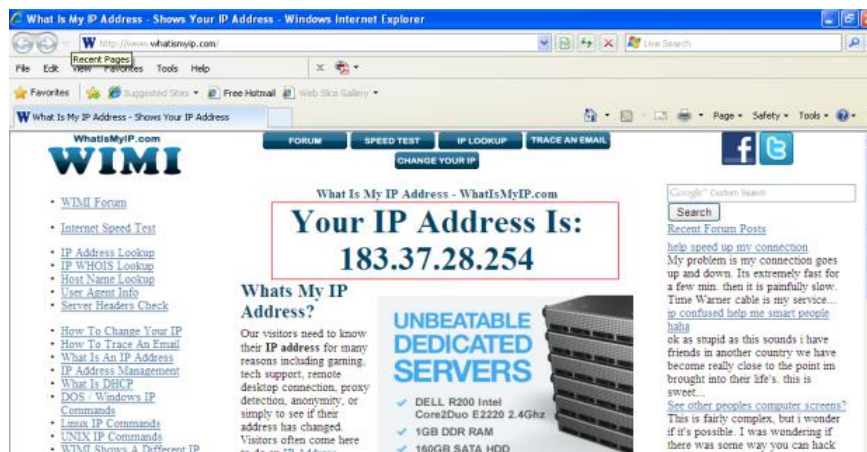 What Is My IP Address - Shows Your IP Address - Windows Internet Explorer
http://www.whatismyip.com/
Live Search
Recent Pages
File Edit View Favorites Tools Help
Favorites Suggested Sites Free Hotmail Web Slice Gallery
What Is My IP Address - Shows Your IP Address
Page Safety Tools
WhatIsMyIP.com
WIMI
FORUM SPEED TEST IP LOOKUP TRACE AN EMAIL
CHANGE YOUR IP
What Is My IP Address - WhatIsMyIP.com
Your IP Address Is:
183.37.28.254
WIMI Forum
Internet Speed Test
IP Address Lookup
IP WHOIS Lookup
Host Name Lookup
User Agent Info
Server Headers Check
How To Change Your IP
How To Trace An Email
What Is An IP Address
IP Address Management
What Is DHCP
DOS / Windows IP
Commands
Linux IP Commands
UNIX IP Commands
WIMI Shows A Different IP
Whats My IP
Address?
Our visitors need to know
their IP address for many
reasons including gaming,
tech support, remote
desktop connection, proxy
detection, anonymity, or
simply to see if their
address has changed.
Visitors often come here
to do an IP Address
UNBEATABLE
DEDICATED
SERVERS
DELL R200 Intel
Core2Duo E2220 2.4Ghz
1GB DDR RAM
160GB SATA HDD
Google Custom Search
Search
Recent Forum Posts
help speed up my connection
My problem is my connection goes
up and down. Its extremely fast for
a few min. then it is painfully slow.
Time Warner cable is my service...
ip confused help me smart people
haha
ok as stupid as this sounds i have
friends in another country we have
become really close to the point im
brought into their life's. this is
sweet...
See other peoples computer screens?
This is fairly complex, but i wonder
if it's possible. I was wondering if
there was some way you can hack